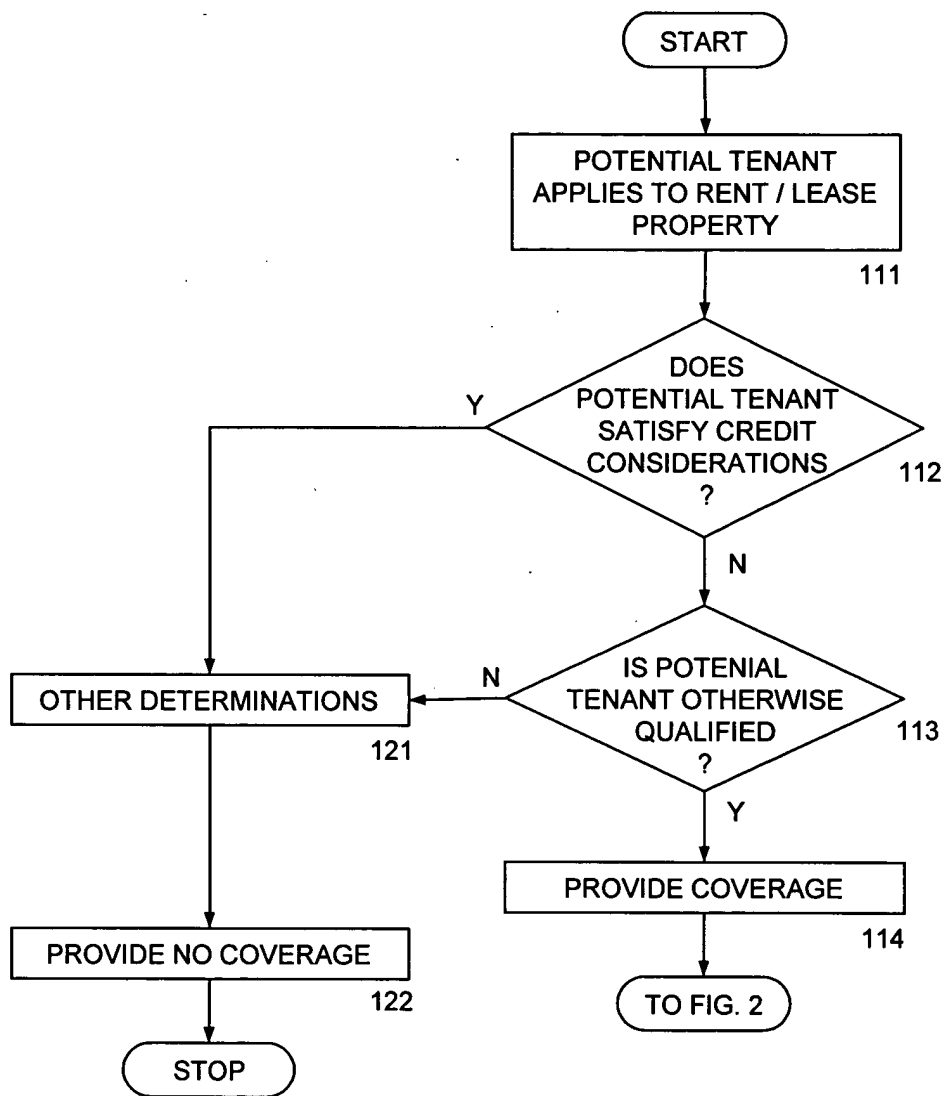 START
POTENTIAL TENANT
APPLIES TO RENT / LEASE
PROPERTY
111
DOES
POTENTIAL TENANT
SATISFY CREDIT
CONSIDERATIONS
?
112
Y
N
IS POTENIAL
TENANT OTHERWISE
QUALIFIED
?
113
N
Y
OTHER DETERMINATIONS
121
PROVIDE COVERAGE
114
PROVIDE NO COVERAGE
122
TO FIG. 2
STOP